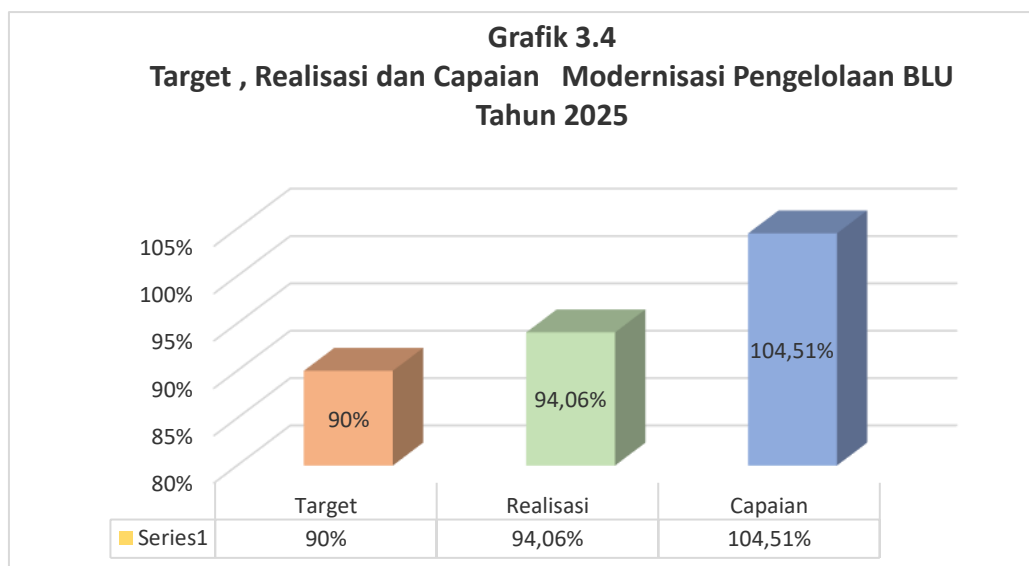 Grafik 3.4
Target , Realisasi dan Capaian Modernisasi Pengelolaan BLU
Tahun 2025
105%
100%
95%
90%
85%
80%
90%
94,06%
104,51%
Target Realisasi Capaian
Series1 90% 94,06% 104,51%